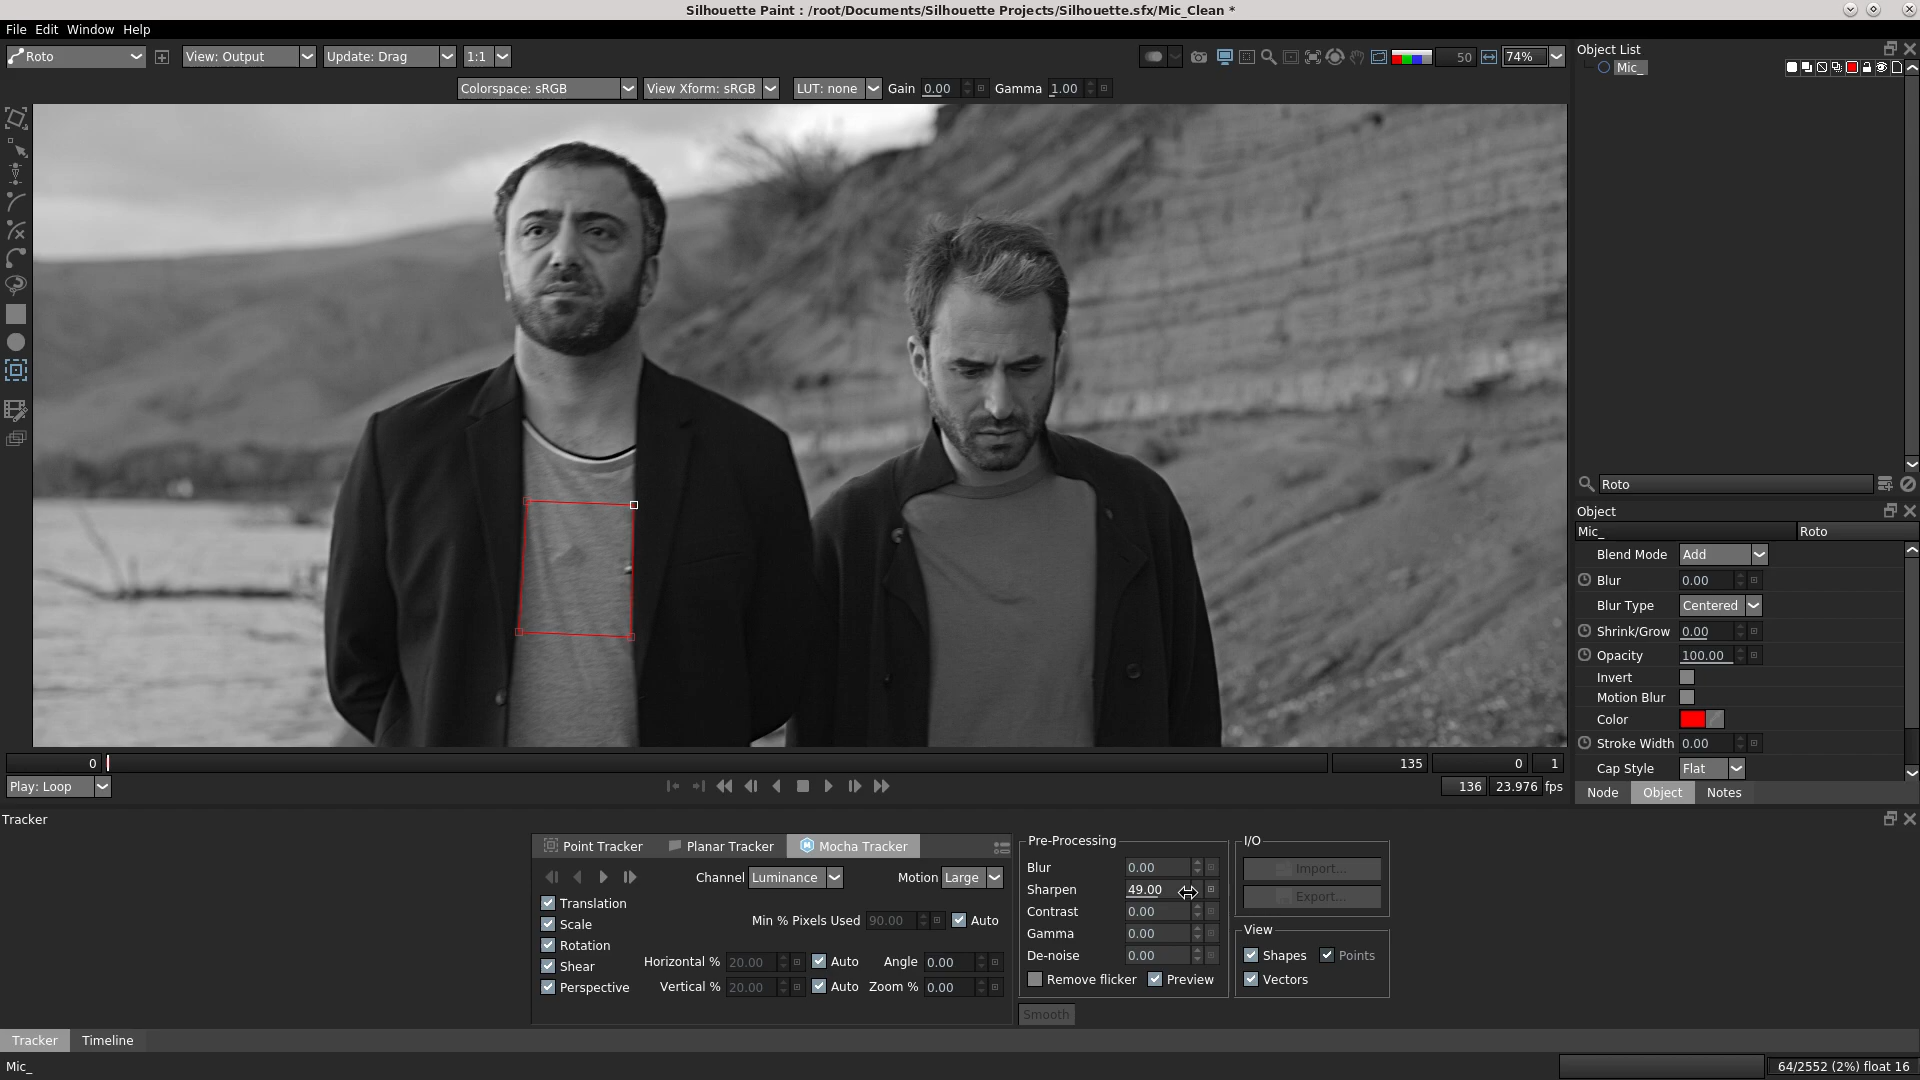 Silhouette Paint : /root/Documents/Silhouette Projects/Silhouette.sfx/Mic_Clean *
File Edit Window Help
Roto View: Output Update: Drag 1:1 50 74%
Colorspace: sRGB View Xform: sRGB LUT: none Gain 0.00 Gamma 1.00
Object List
Mic_
Roto
Object
Mic_ Roto
Blend Mode Add
Blur 0.00
Blur Type Centered
Shrink/Grow 0.00
Opacity 100.00
Invert
Motion Blur
Color
Stroke Width 0.00
Cap Style Flat
Node Object Notes
0 135 0 1
Play: Loop 136 23.976 fps
Tracker
Point Tracker Planar Tracker Mocha Tracker
Channel Luminance Motion Large
Translation
Scale
Rotation
Shear
Perspective
Min % Pixels Used 90.00 Auto
Horizontal % 20.00 Auto Angle 0.00
Vertical % 20.00 Auto Zoom % 0.00
Pre-Processing
Blur 0.00
Sharpen 49.00
Contrast 0.00
Gamma 0.00
De-noise 0.00
Remove flicker Preview
Smooth
I/O
Import...
Export...
View
Shapes Points
Vectors
Tracker Timeline
Mic_ 64/2552 (2%) float 16